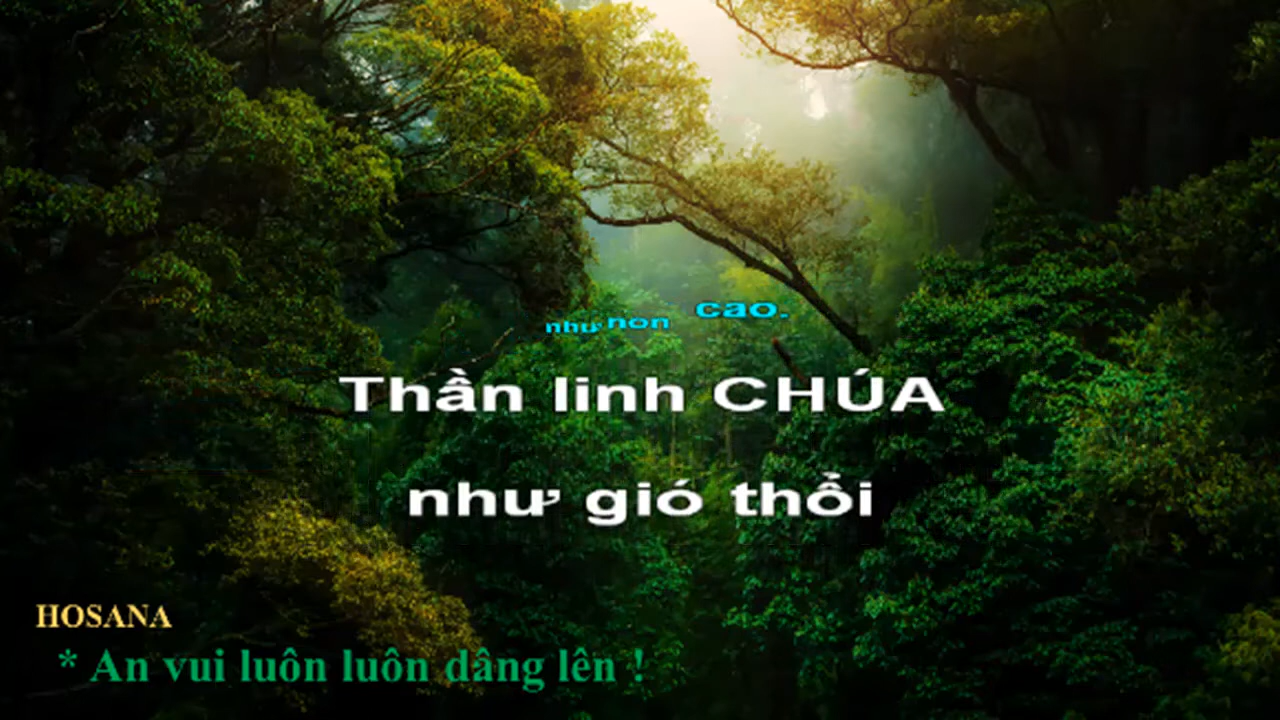 như non cao.
Thần linh CHÚA
như gió thổi
HOSANA
* An vui luôn luôn dâng lên !